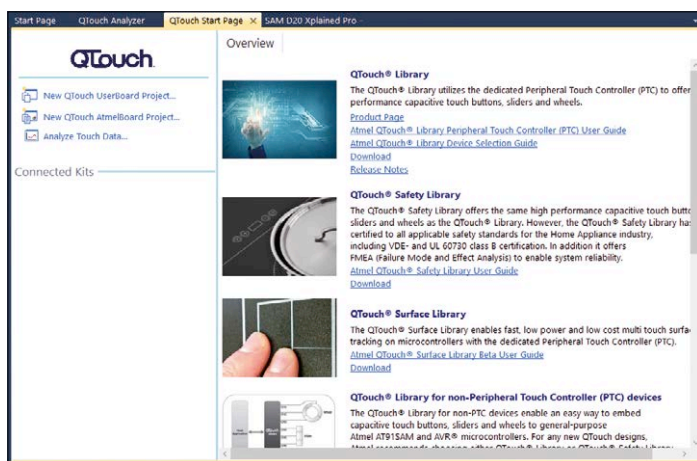 Start Page QTouch Analyzer QTouch Start Page × SAM D20 Xplained Pro -
QTouch
New QTouch UserBoard Project...
New QTouch AtmelBoard Project...
Analyze Touch Data...
Connected Kits
Overview
QTouch® Library
The QTouch® Library utilizes the dedicated Peripheral Touch Controller (PTC) to offer
performance capacitive touch buttons, sliders and wheels.
Product Page
Atmel QTouch® Library Peripheral Touch Controller (PTC) User Guide
Atmel QTouch® Library Device Selection Guide
Download
Release Notes
QTouch® Safety Library
The QTouch® Safety Library offers the same high performance capacitive touch butto
sliders and wheels as the QTouch® Library. However, the QTouch® Safety Library has
certified to all applicable safety standards for the Home Appliance industry,
including VDE- and UL 60730 class B certification. In addition it offers
FMEA (Failure Mode and Effect Analysis) to enable system reliability.
Atmel QTouch® Safety Library User Guide
Download
QTouch® Surface Library
The QTouch® Surface Library enables fast, low power and low cost multi touch surfa
tracking on microcontrollers with the dedicated Peripheral Touch Controller (PTC).
Atmel QTouch® Surface Library Beta User Guide
Download
QTouch® Library for non-Peripheral Touch Controller (PTC) devices
The QTouch® Library for non-PTC devices enable an easy way to embed
capacitive touch buttons, sliders and wheels to general-purpose
Atmel AT91SAM and AVR® microcontrollers. For any new QTouch designs,
Atmel recommends choosing either QTouch® Library or QTouch® Safety Library